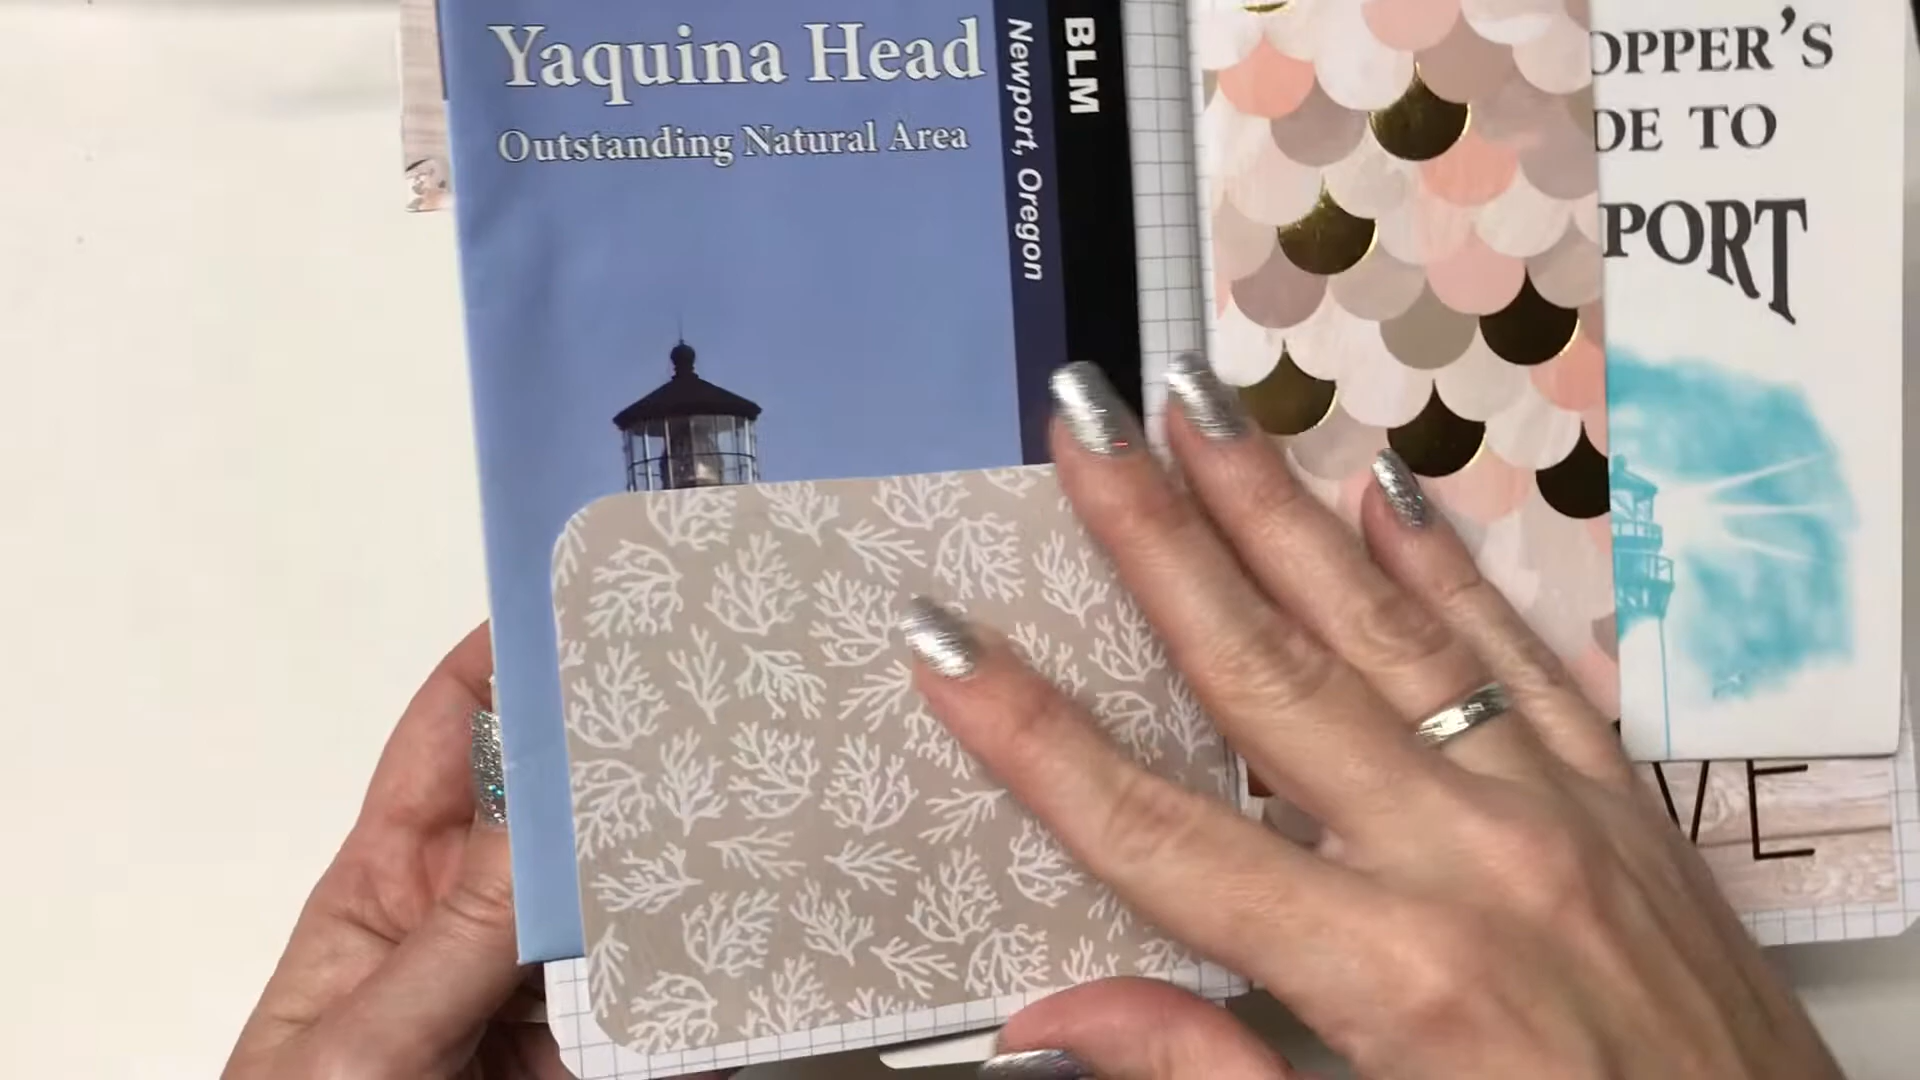 Yaquina Head
Outstanding Natural Area
Newport, Oregon
BLM
OPPER'S
DE TO
PORT
VE